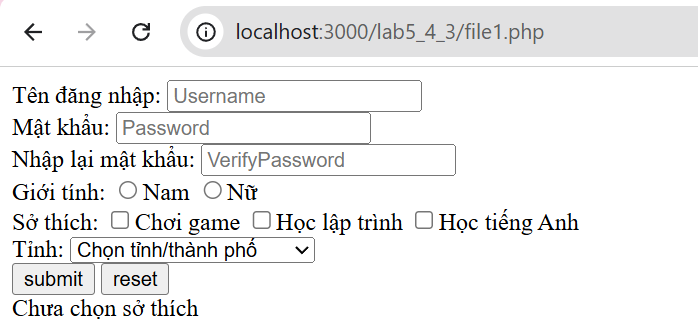 localhost:3000/lab5_4_3/file1.php
Tên đăng nhập: Username
Mật khẩu: Password
Nhập lại mật khẩu: VerifyPassword
Giới tính: Nam Nữ
Sở thích: Chơi game Học lập trình Học tiếng Anh
Tỉnh: Chọn tỉnh/thành phố
submit reset
Chưa chọn sở thích